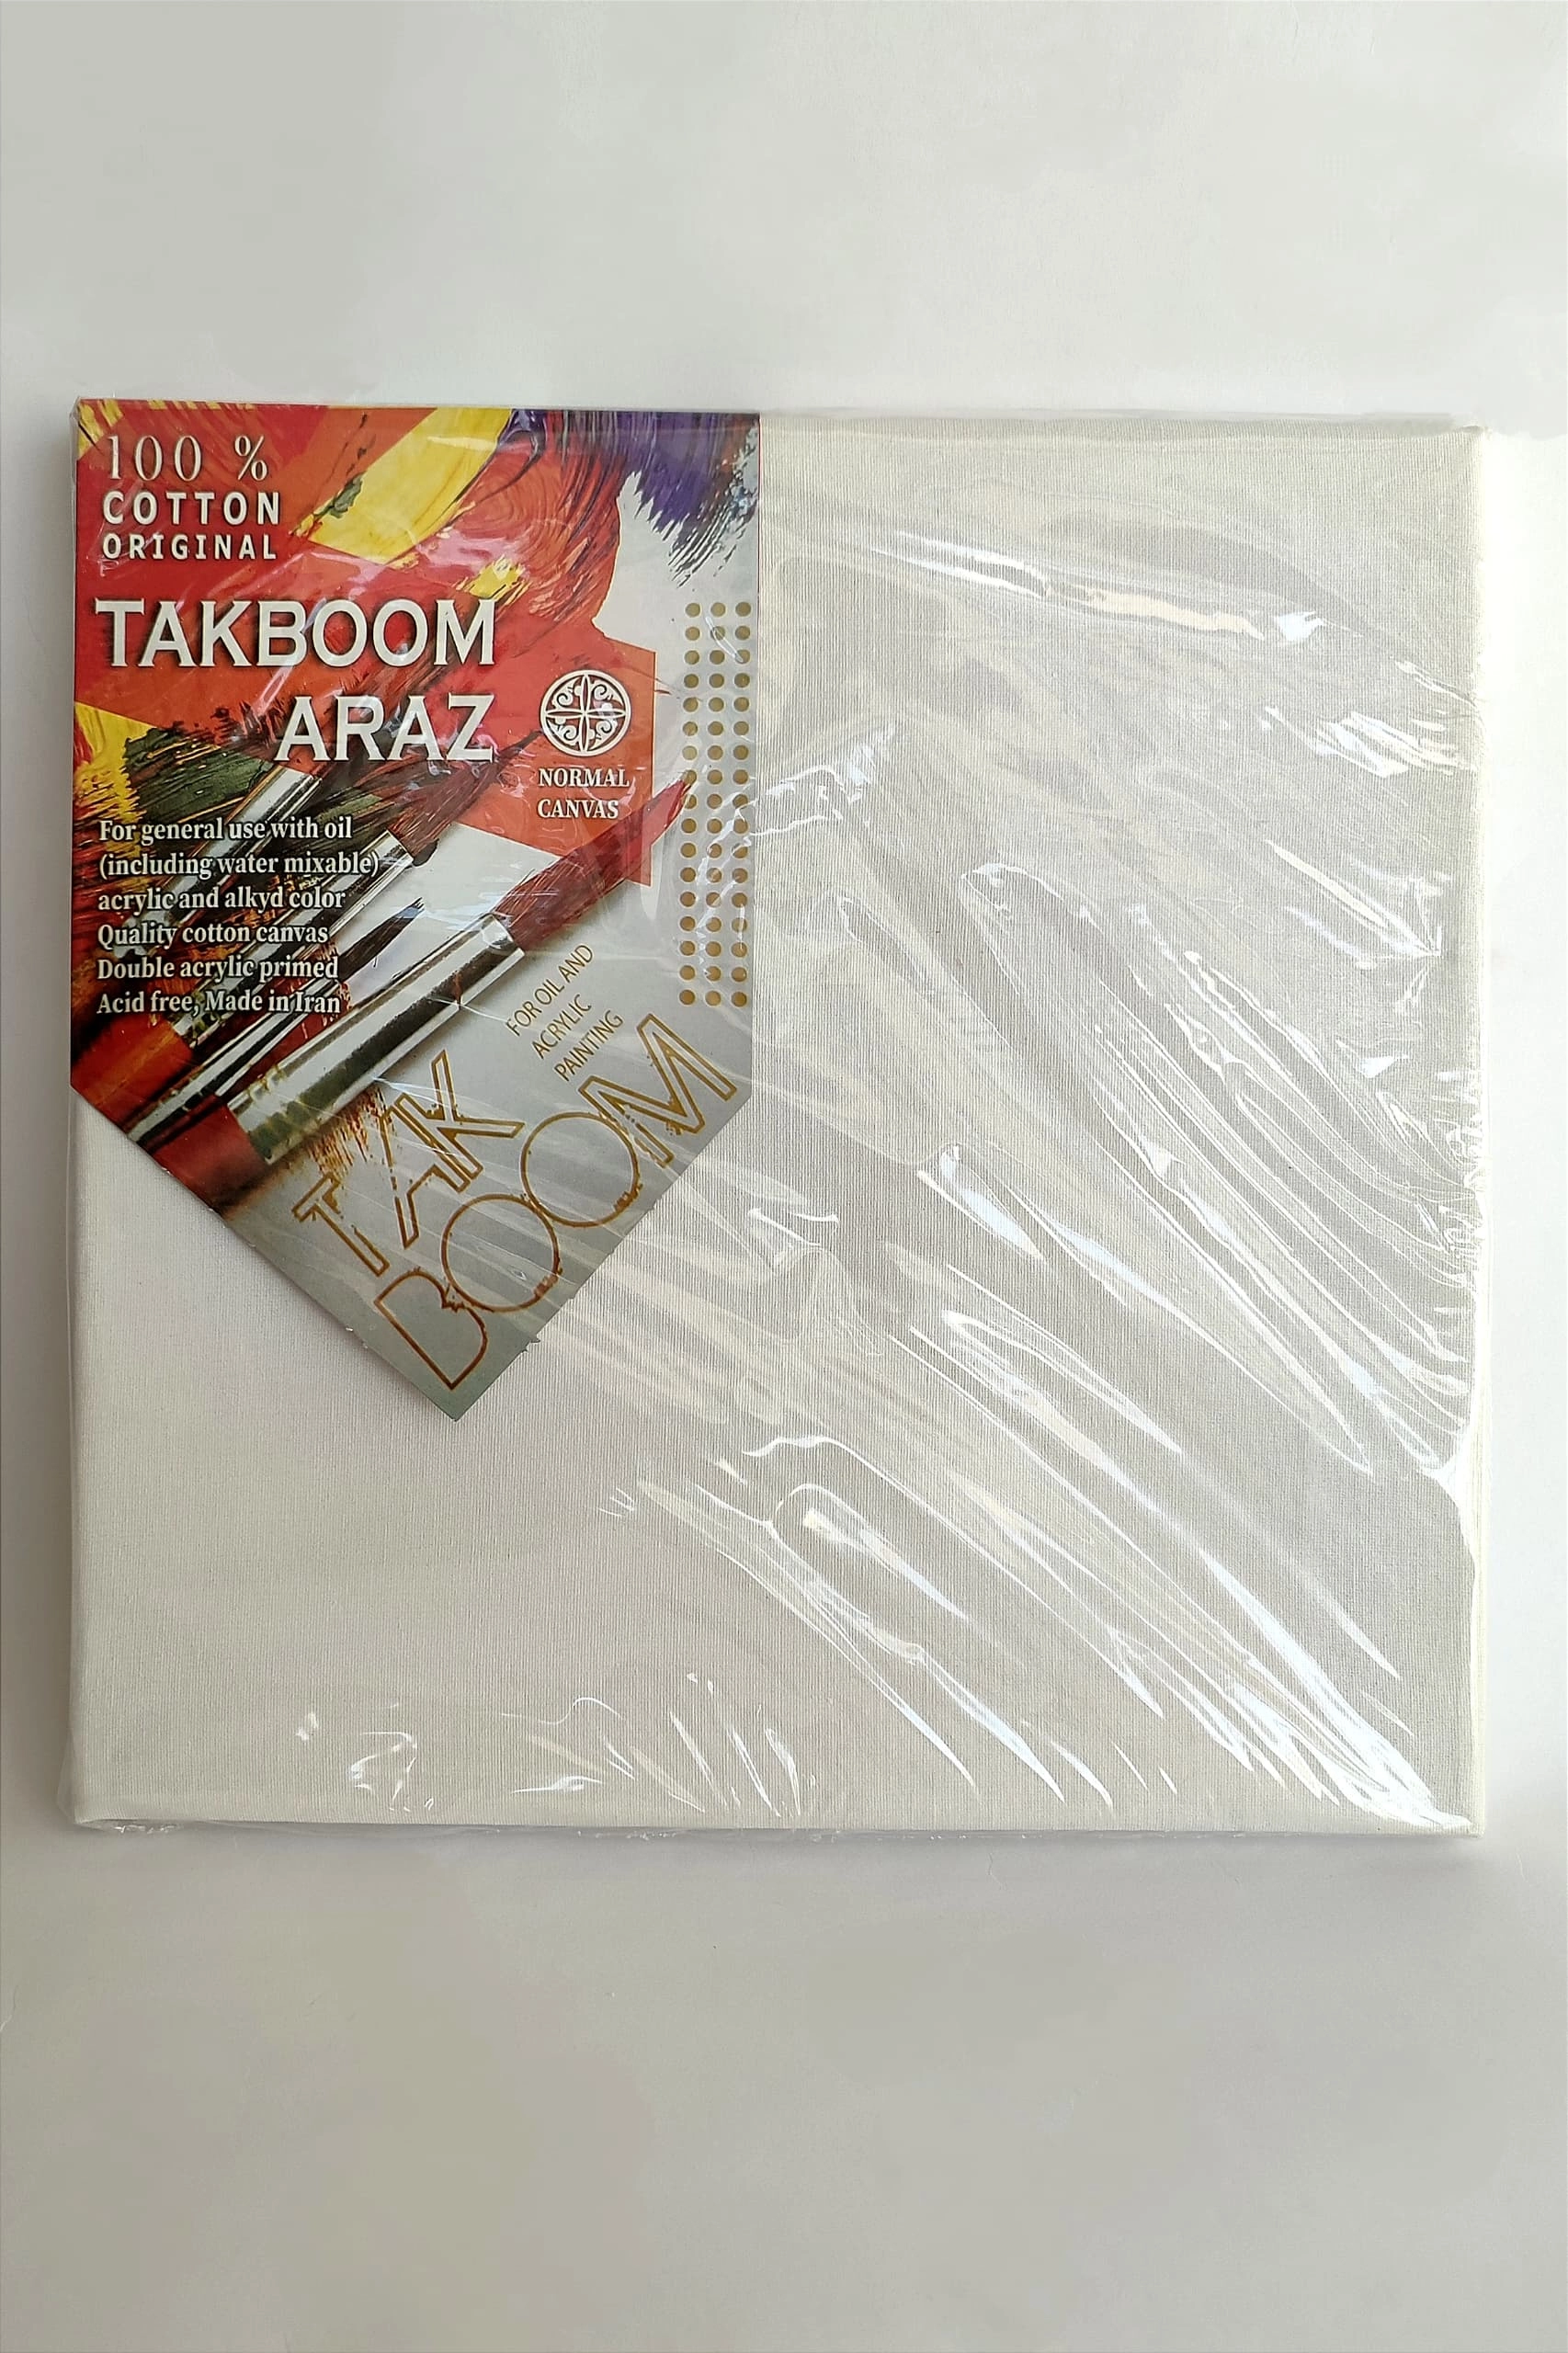 100 %
COTTON
ORIGINAL
TAKBOOM
ARAZ
NORMAL
CANVAS
For general use with oil
(including water mixable)
acrylic and alkyd color
Quality cotton canvas
Double acrylic primed
Acid free, Made in Iran
FOR OIL AND
ACRYLIC
PAINTING
TAK
BOOM